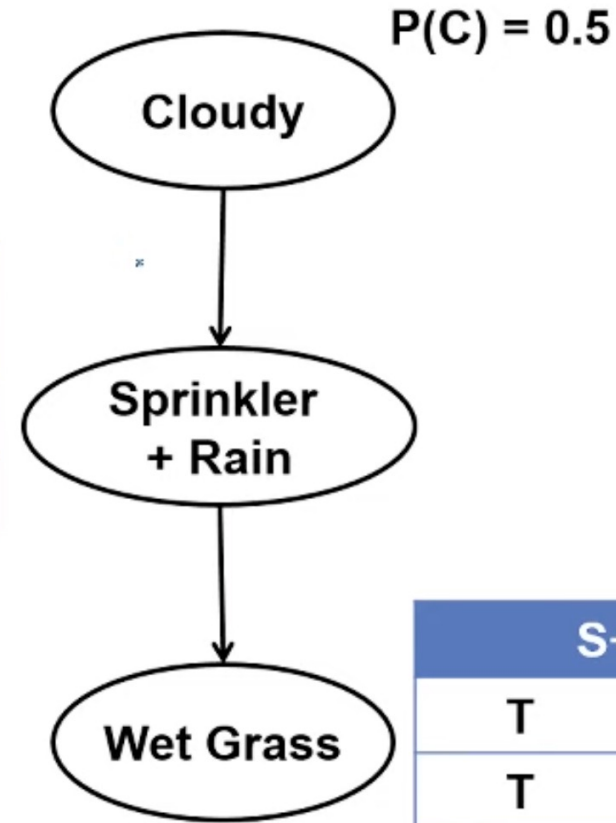 P(C) = 0.5
Cloudy
Sprinkler
+ Rain
Wet Grass
S
T
T